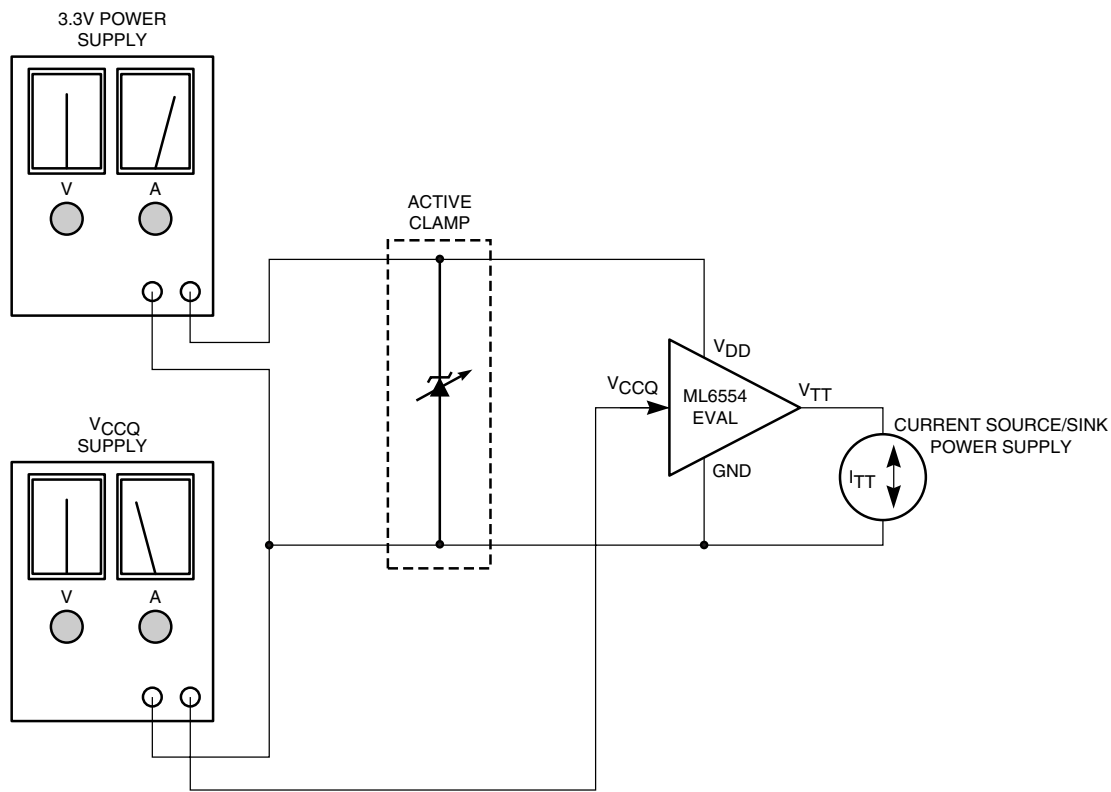 3.3V POWER
SUPPLY
V
A
ACTIVE
CLAMP
VDD
VCCQ
ML6554
EVAL
VTT
GND
CURRENT SOURCE/SINK
POWER SUPPLY
ITT
VCCQ
SUPPLY
V
A